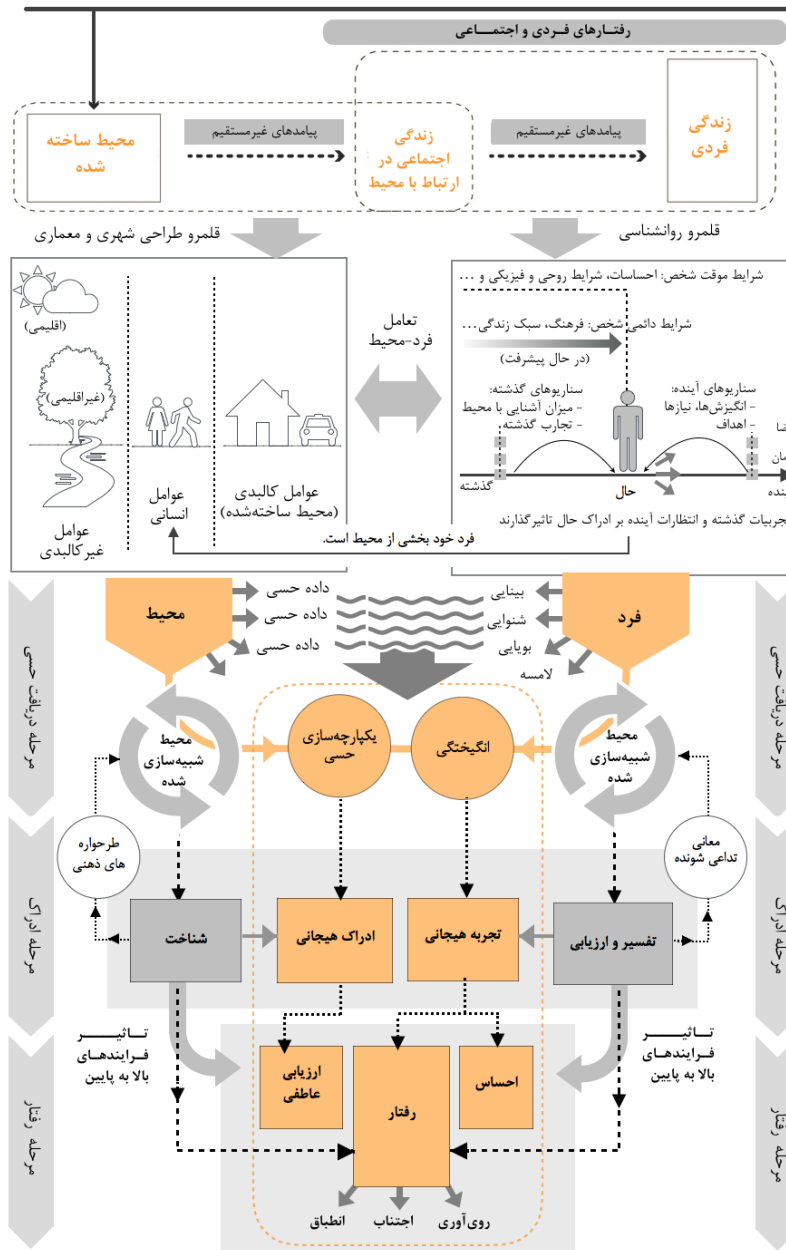 رفتارهای فردی و اجتماعی
زندگی
فردی
پیامدهای غیرمستقیم
زندگی
اجتماعی در
ارتباط با محیط
پیامدهای غیرمستقیم
محیط ساخته
شده
قلمرو روانشناسی
قلمرو طراحی شهری و معماری
شرایط موقت شخص: احساسات، شرایط روحی و فیزیکی و ...
شرایط دائمی شخص: فرهنگ، سبک زندگی...
(در حال پیشرفت)
سناریوهای آینده:
- انگیزش‌ها، نیازها
- اهداف
سناریوهای گذشته:
- میزان آشنایی با محیط
- تجارب گذشته
گذشته
حال
جربیات گذشته و انتظارات آینده بر ادراک حال تاثیرگذارند
تعامل
فرد-محیط
(اقلیمی)
(غیراقلیمی)
عوامل کالبدی
(محیط ساخته‌شده)
عوامل
انسانی
عوامل
غیرکالبدی
فرد خود بخشی از محیط است.
مرحله دریافت حسی
فرد
بینایی
شنوایی
بویایی
لامسه
داده حسی
داده حسی
داده حسی
محیط
مرحله دریافت حسی
محیط
شبیه‌سازی
شده
انگیختگی
یکپارچه‌سازی
حسی
محیط
شبیه‌سازی
شده
معانی
تداعی شونده
طرحواره
های ذهنی
مرحله ادراک
تفسیر و ارزیابی
تجربه هیجانی
ادراک هیجانی
شناخت
مرحله ادراک
تاثیر
فرایندهای
بالا به پایین
احساس
رفتار
ارزیابی
عاطفی
تاثیر
فرایندهای
بالا به پایین
مرحله رفتار
روی‌آوری
اجتناب
انطباق
مرحله رفتار